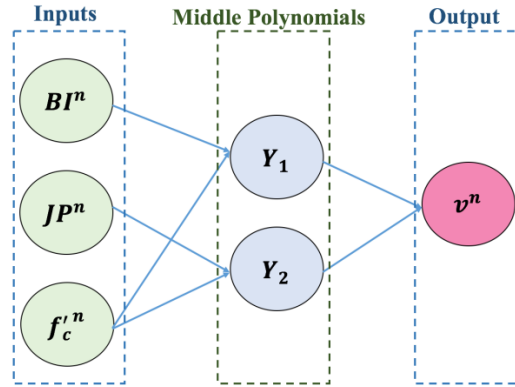 Inputs
Middle Polynomials
Output
BIⁿ
JPⁿ
f′cⁿ
Y₁
Y₂
vⁿ